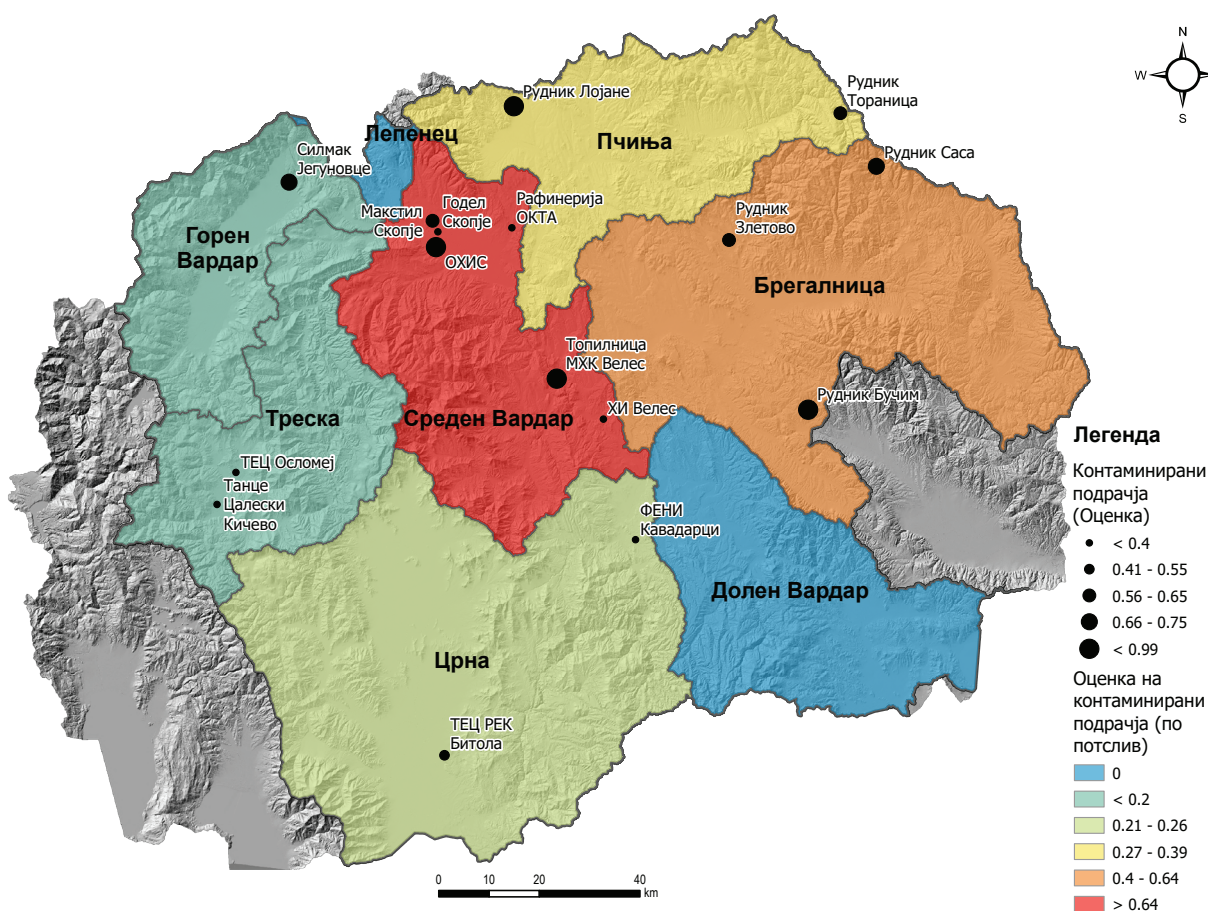 N
W
E
S
Рудник Лојане
Рудник
Тораница
Лепенец
Пчиња
Силмак
Јегуновце
Рудник Саса
Макстил
Скопје
Годел
Скопје
Рафинерија
ОКТА
Рудник
Злетово
Горен
Вардар
ОХИС
Брегалница
Топилница
МХК Велес
Треска
Среден Вардар
ХИ Велес
Рудник Бучим
ТЕЦ Осломеј
Танце
Цалески
Кичево
ФЕНИ
Кавадарци
Долен Вардар
Црна
ТЕЦ РЕК
Битола
Легенда
Контаминирани
подрачја
(Оценка)
< 0.4
0.41 - 0.55
0.56 - 0.65
0.66 - 0.75
< 0.99
Оценка на
контаминирани
подрачја (по
потслив)
0
< 0.2
0.21 - 0.26
0.27 - 0.39
0.4 - 0.64
> 0.64
0 10 20 40
km